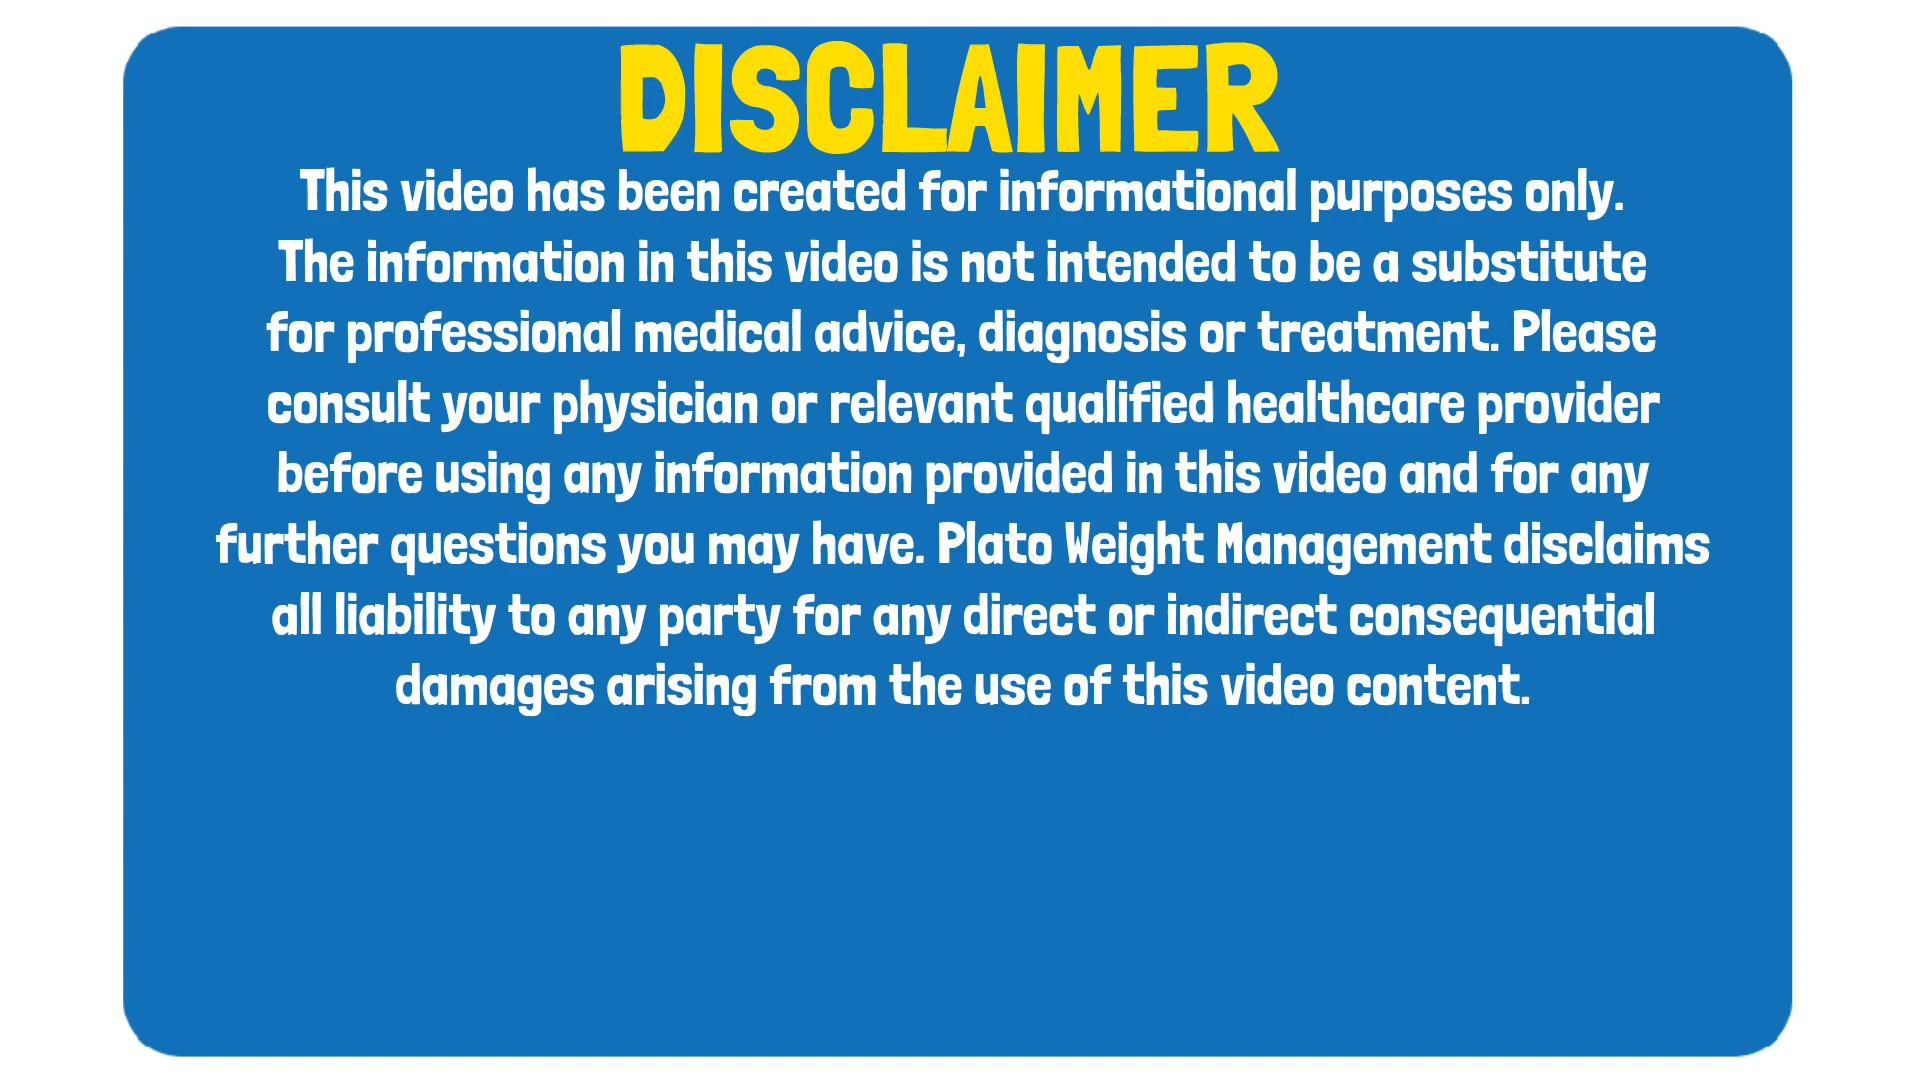 DISCLAIMER
This video has been created for informational purposes only.
The information in this video is not intended to be a substitute
for professional medical advice, diagnosis or treatment. Please
consult your physician or relevant qualified healthcare provider
before using any information provided in this video and for any
further questions you may have. Plato Weight Management disclaims
all liability to any party for any direct or indirect consequential
damages arising from the use of this video content.